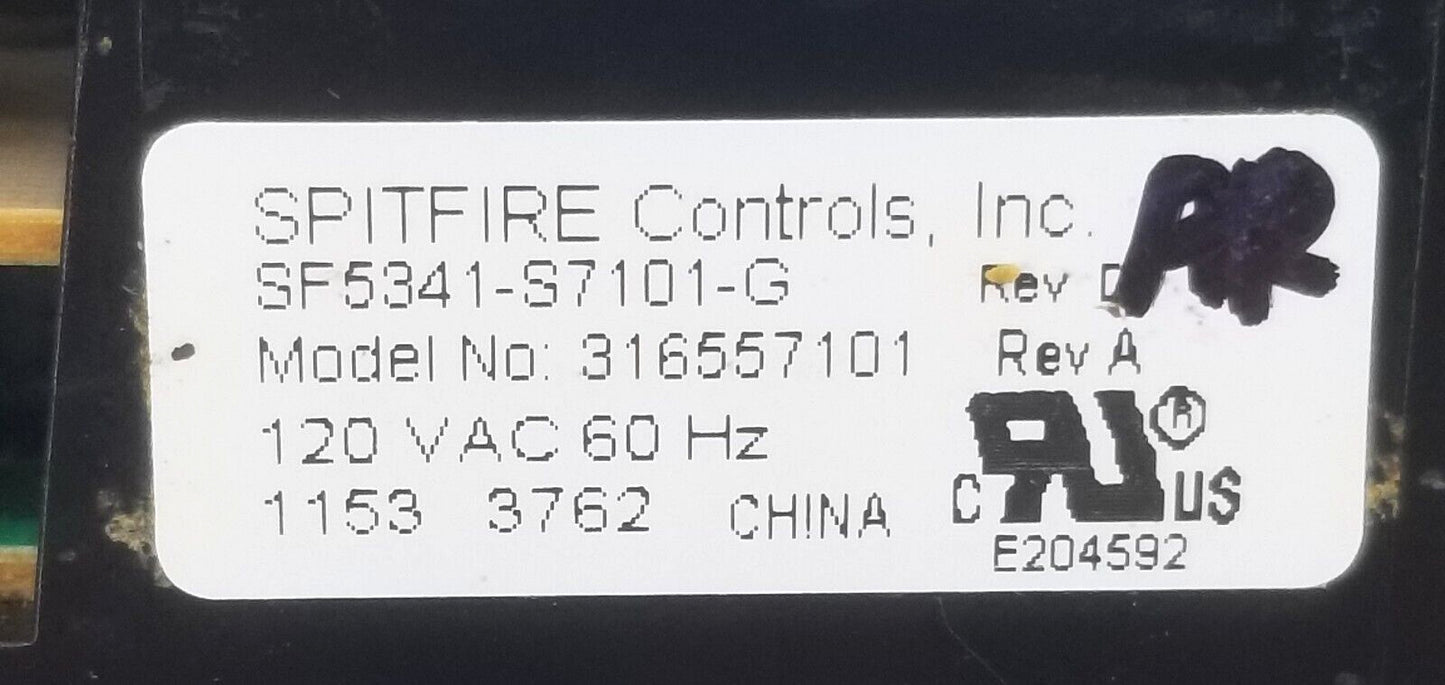 SPITFIRE Controls, Inc.
SF5341-S7101-G Rev D
Model No: 316557101 Rev A
120 VAC 60 Hz
1153 3762 CHINA
C RU ® US
E204592